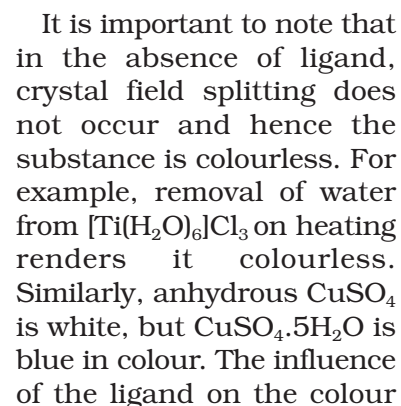 It is important to note that
in the absence of ligand,
crystal field splitting does
not occur and hence the
substance is colourless. For
example, removal of water
from [Ti(H₂O)₆]Cl₃ on heating
renders it colourless.
Similarly, anhydrous CuSO₄
is white, but CuSO₄.5H₂O is
blue in colour. The influence
of the ligand on the colour